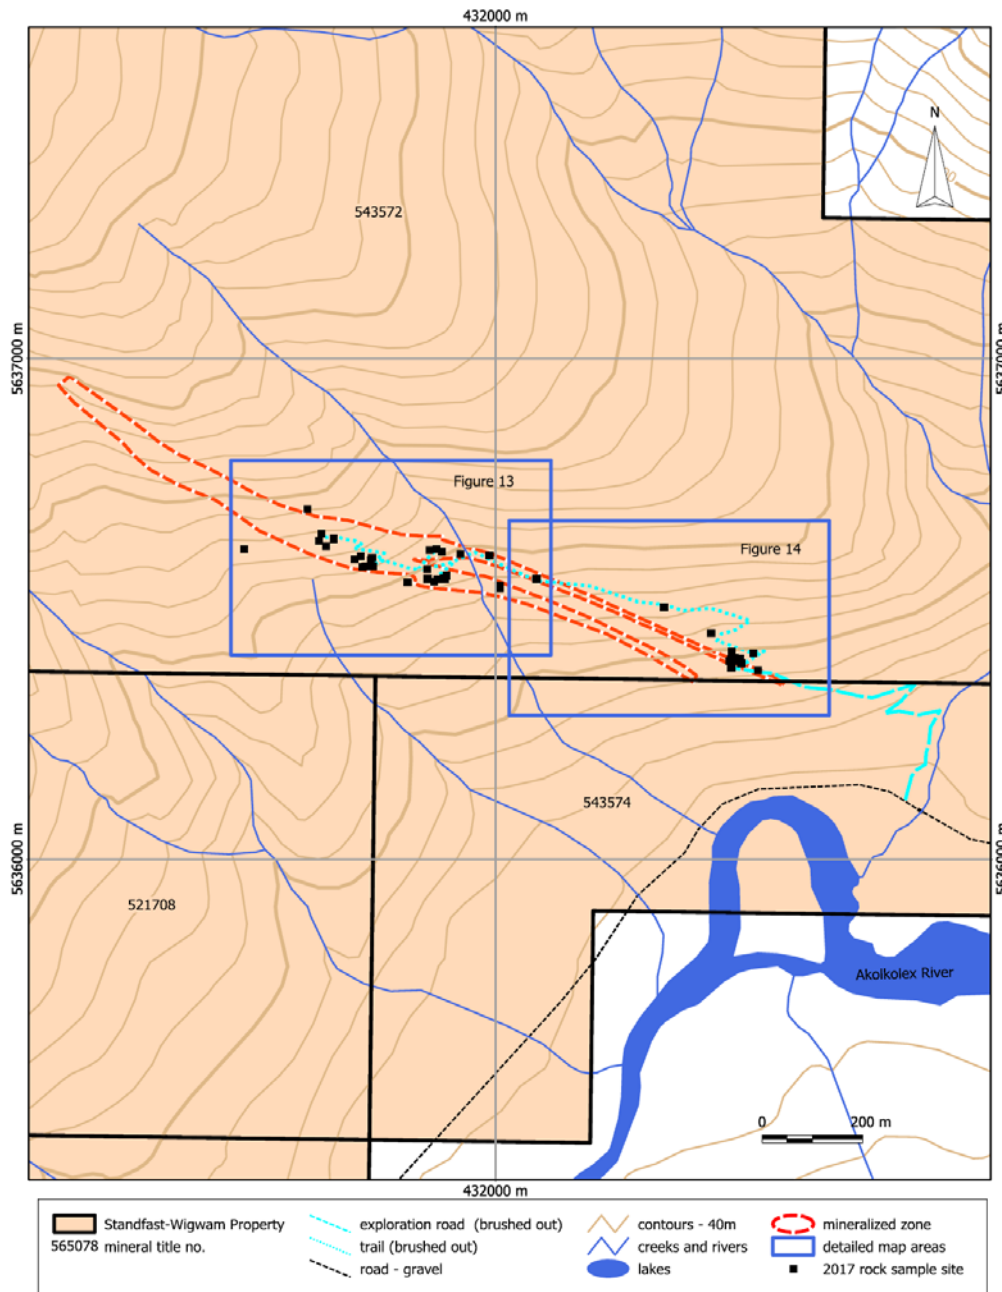 432000 m
N
543572
5637000 m
5637000 m
Figure 13
Figure 14
543574
5636000 m
5636000 m
521708
Akolkolex River
0 200 m
432000 m
Standfast-Wigwam Property
565078 mineral title no.
exploration road (brushed out)
trail (brushed out)
road - gravel
contours - 40m
creeks and rivers
lakes
mineralized zone
detailed map areas
2017 rock sample site